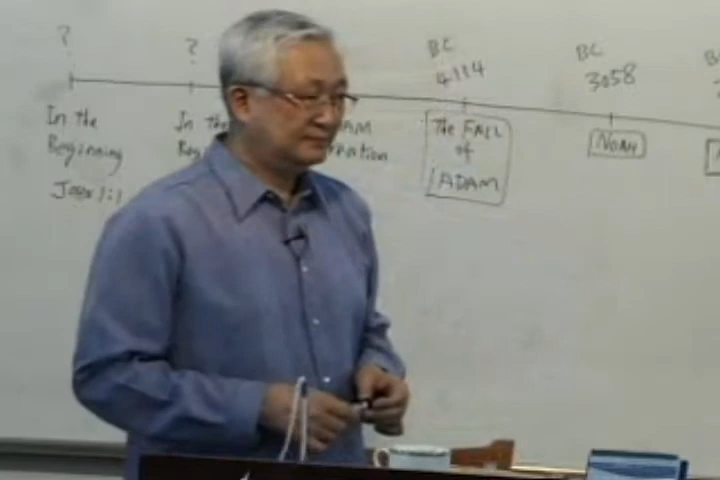 ?
In the
Beginning
John 1:1
?
In the
BC
4114
The FALL
of
ADAM
BC
3058
NOAH